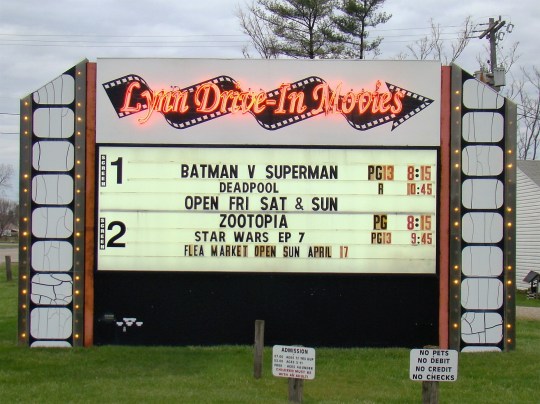 Lynn Drive-In Movies
SCREEN 1 BATMAN V SUPERMAN PG13 8:15
DEADPOOL R 10:45
OPEN FRI SAT & SUN
SCREEN 2 ZOOTOPIA PG 8:15
STAR WARS EP 7 PG13 9:45
FLEA MARKET OPEN SUN APRIL 17
ADMISSION
NO PETS
NO DEBIT
NO CREDIT
NO CHECKS